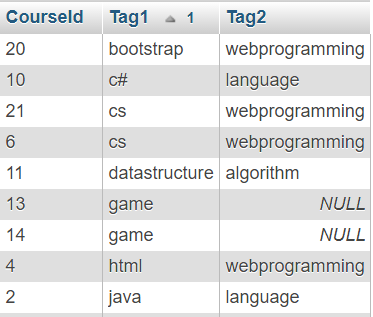 CourseId Tag1 1 Tag2
20 bootstrap webprogramming
10 c# language
21 cs webprogramming
6 cs webprogramming
11 datastructure algorithm
13 game NULL
14 game NULL
4 html webprogramming
2 java language